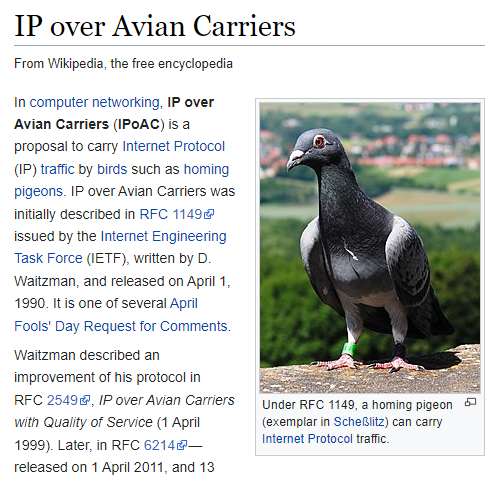 IP over Avian Carriers
From Wikipedia, the free encyclopedia
In computer networking, IP over
Avian Carriers (IPoAC) is a
proposal to carry Internet Protocol
(IP) traffic by birds such as homing
pigeons. IP over Avian Carriers was
initially described in RFC 1149
issued by the Internet Engineering
Task Force (IETF), written by D.
Waitzman, and released on April 1,
1990. It is one of several April
Fools' Day Request for Comments.
Waitzman described an
improvement of his protocol in
RFC 2549, IP over Avian Carriers
with Quality of Service (1 April
1999). Later, in RFC 6214—
released on 1 April 2011, and 13
Under RFC 1149, a homing pigeon
(exemplar in Scheßlitz) can carry
Internet Protocol traffic.